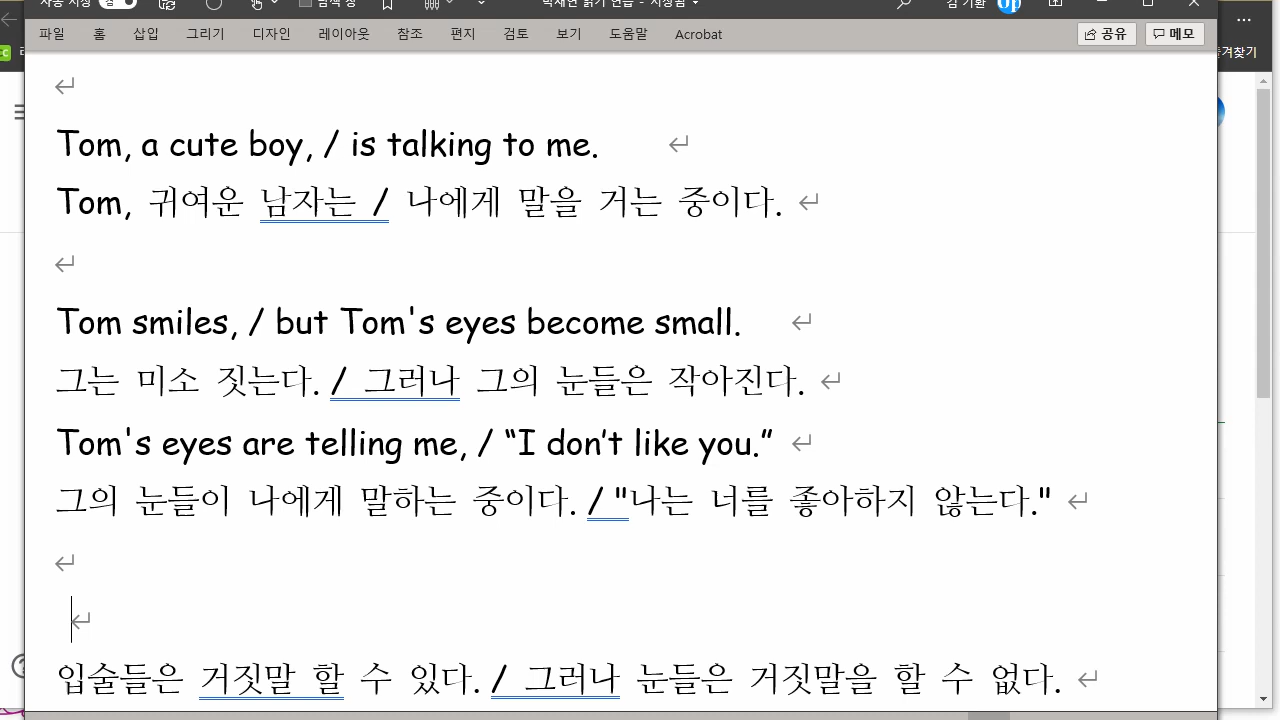 파일 홈 삽입 그리기 디자인 레이아웃 참조 편지 검토 보기 도움말 Acrobat 공유 메모
Tom, a cute boy, / is talking to me.
Tom, 귀여운 남자는 / 나에게 말을 거는 중이다.
Tom smiles, / but Tom's eyes become small.
그는 미소 짓는다. / 그러나 그의 눈들은 작아진다.
Tom's eyes are telling me, / “I don’t like you.”
그의 눈들이 나에게 말하는 중이다. / "나는 너를 좋아하지 않는다."
입술들은 거짓말 할 수 있다. / 그러나 눈들은 거짓말을 할 수 없다.